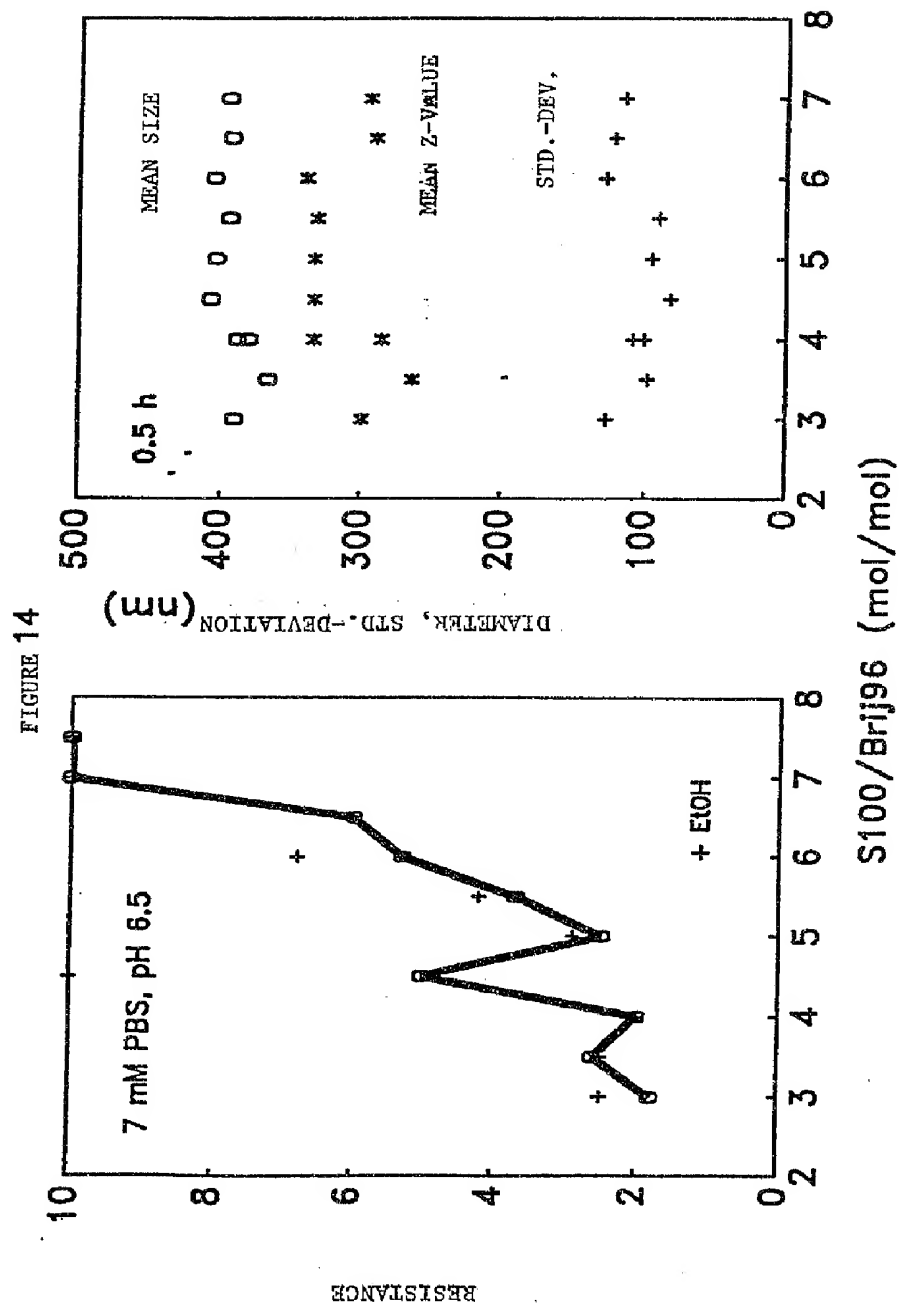 FIGURE 14
RESISTANCE
10
8
6
4
2
0
7 mM PBS, pH 6.5
+ EtOH
2 3 4 5 6 7 8
DIAMETER, STD.-DEVIATION (nm)
500
400
300
200
100
0
0.5 h
MEAN SIZE
MEAN Z-VALUE
STD.-DEV.
2 3 4 5 6 7 8
S100/Brij96 (mol/mol)